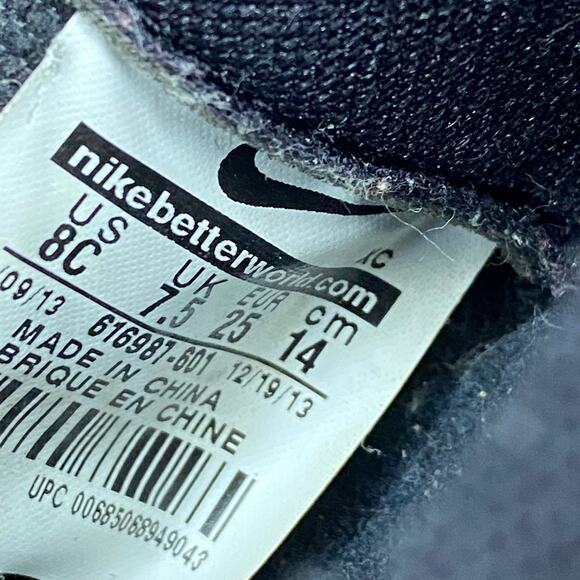 nikebetterworld.com
XC
US UK EUR cm
8C 7.5 25 14
/09/13 616987-601 12/19/13
MADE IN CHINA
BRIQUE EN CHINE
UPC 00685068949043